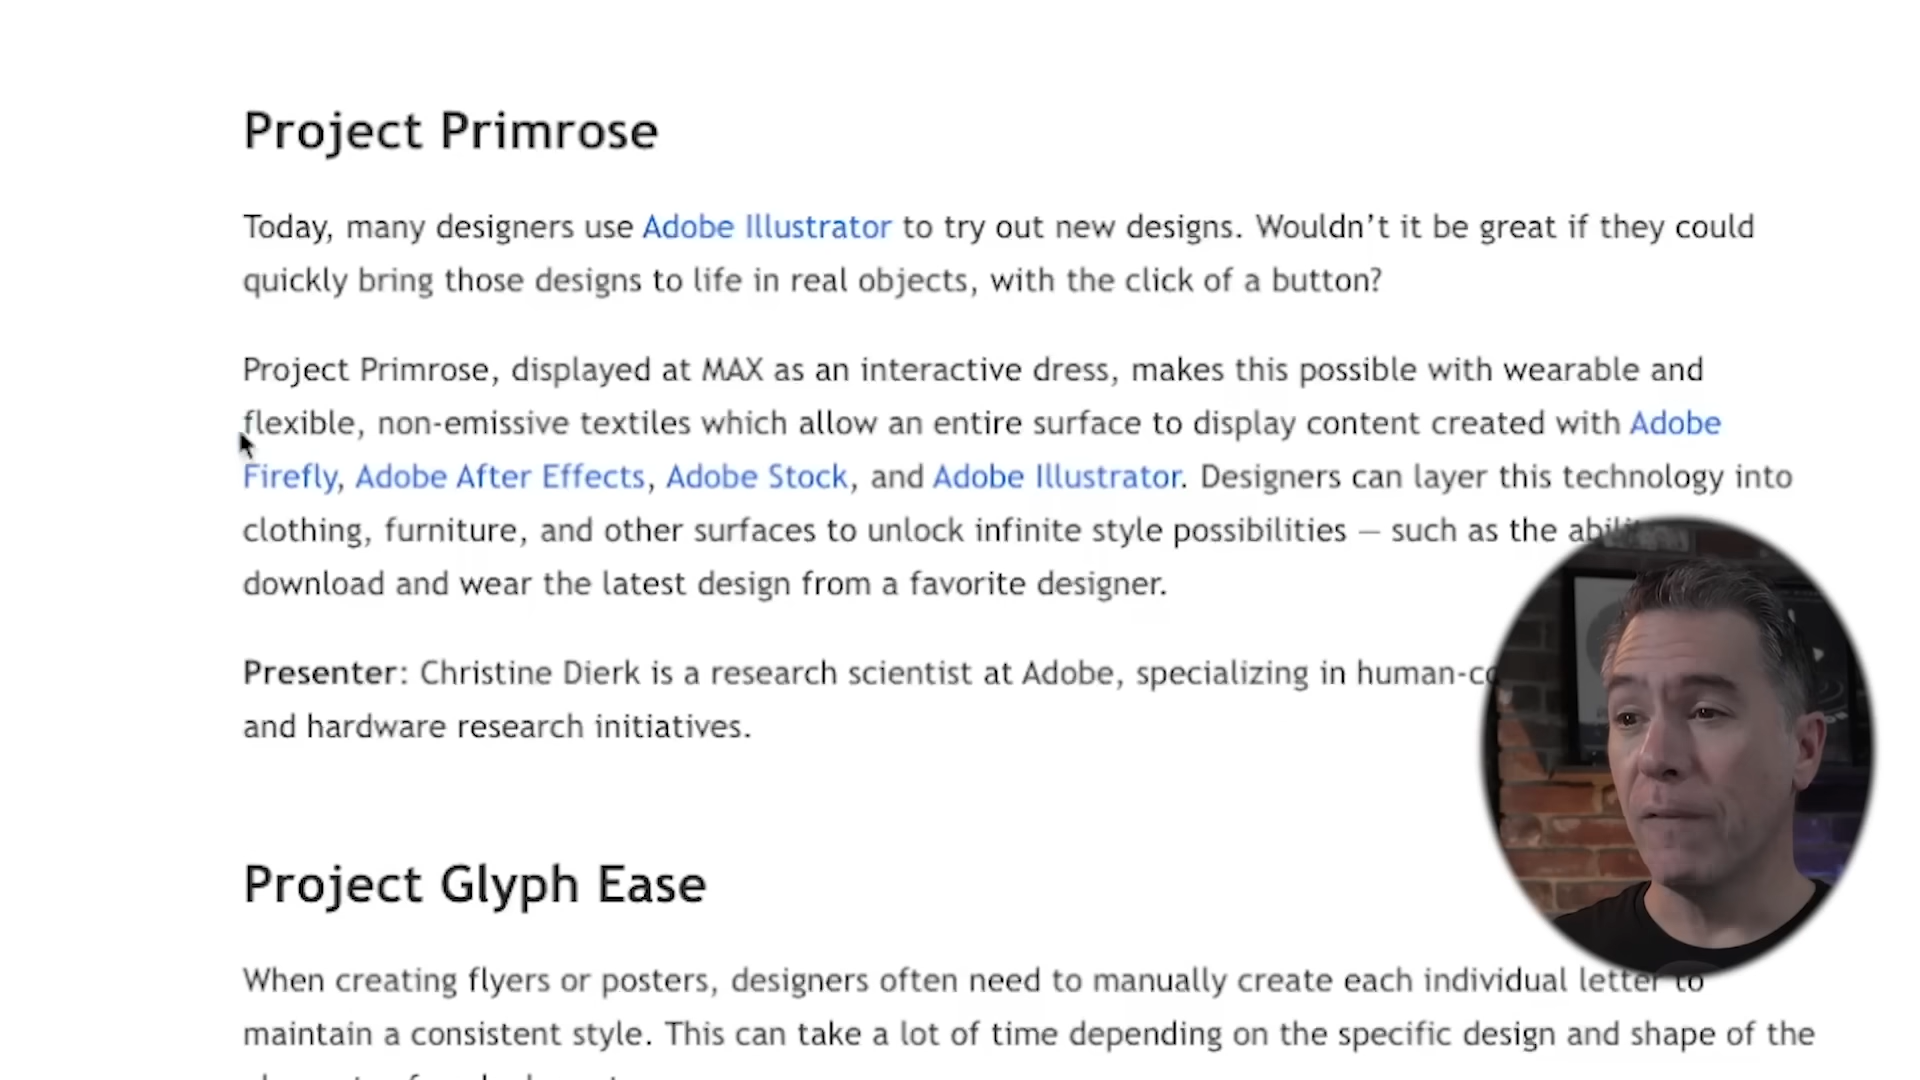 Project Primrose
Today, many designers use Adobe Illustrator to try out new designs. Wouldn’t it be great if they could
quickly bring those designs to life in real objects, with the click of a button?
Project Primrose, displayed at MAX as an interactive dress, makes this possible with wearable and
flexible, non-emissive textiles which allow an entire surface to display content created with Adobe
Firefly, Adobe After Effects, Adobe Stock, and Adobe Illustrator. Designers can layer this technology into
clothing, furniture, and other surfaces to unlock infinite style possibilities — such as the
download and wear the latest design from a favorite designer.
Presenter: Christine Dierk is a research scientist at Adobe, specializing in
and hardware research initiatives.
Project Glyph Ease
When creating flyers or posters, designers often need to manually create each individual letter to
maintain a consistent style. This can take a lot of time depending on the specific design and shape of the